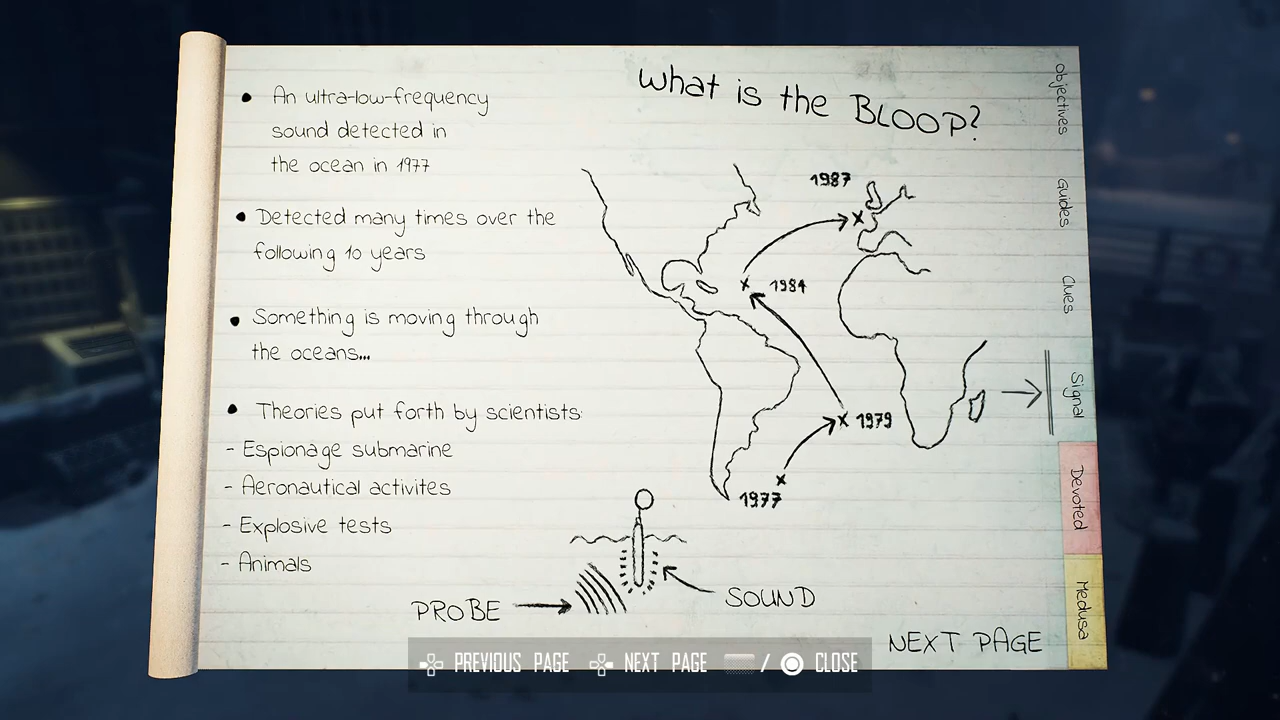 What is the BLOOP?
• An ultra-low-frequency
sound detected in
the ocean in 1977
• Detected many times over the
following 10 years
• Something is moving through
the oceans...
• Theories put forth by scientists:
- Espionage submarine
- Aeronautical activites
- Explosive tests
- Animals
1987
1984
1979
1977
PROBE
SOUND
NEXT PAGE
objectives
Guides
Clues
Signal
Devoted
Medusa
PREVIOUS PAGE NEXT PAGE / CLOSE